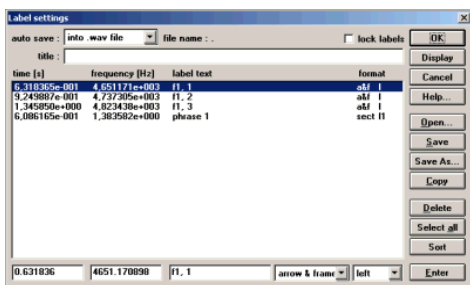 Label settings
auto save : into .wav file file name : . lock labels OK
title : Display
time [s] frequency [Hz] label text format Cancel
6,318365e-001 4,651171e+003 f1, 1 a&f l
9,249887e-001 4,737305e+003 f1, 2 a&f l Help...
1,345850e+000 4,823438e+003 f1, 3 a&f l
6,086165e-001 1,383582e+000 phrase 1 sect l1
Open...
Save
Save As...
Copy
Delete
Select all
Sort
0.631836 4651.170898 f1, 1 arrow & frame left Enter